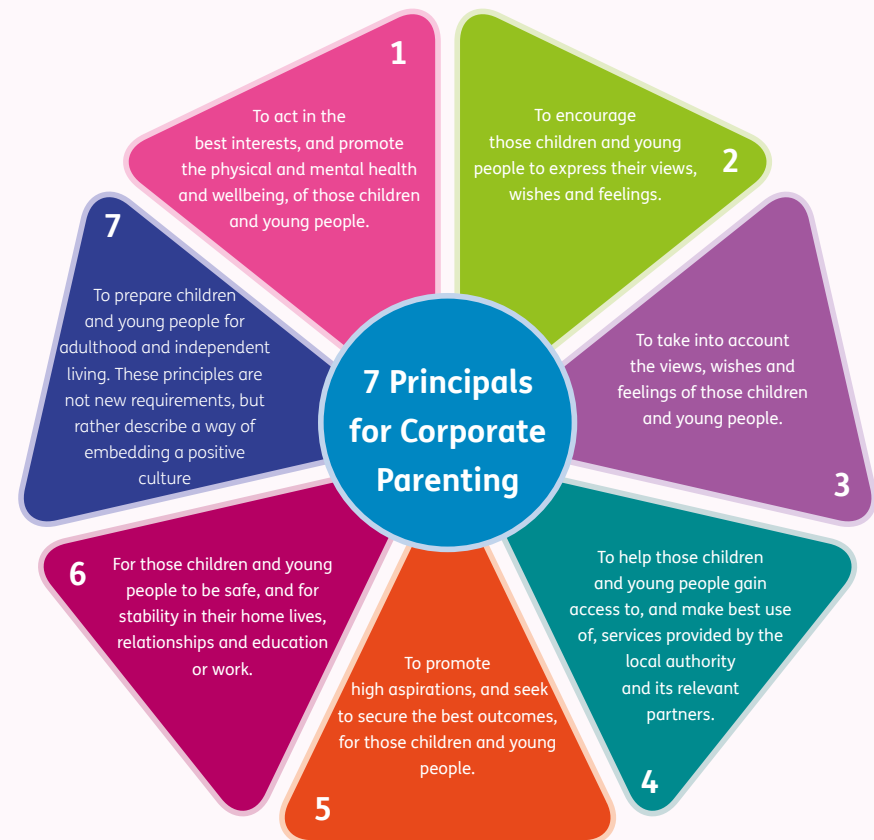 7 Principals
for Corporate
Parenting
1
To act in the
best interests, and promote
the physical and mental health
and wellbeing, of those children
and young people.
2
To encourage
those children and young
people to express their views,
wishes and feelings.
3
To take into account
the views, wishes and
feelings of those children
and young people.
4
To help those children
and young people gain
access to, and make best use
of, services provided by the
local authority
and its relevant
partners.
5
To promote
high aspirations, and seek
to secure the best outcomes,
for those children and young
people.
6
For those children and young
people to be safe, and for
stability in their home lives,
relationships and education
or work.
7
To prepare children
and young people for
adulthood and independent
living. These principles are
not new requirements, but
rather describe a way of
embedding a positive
culture